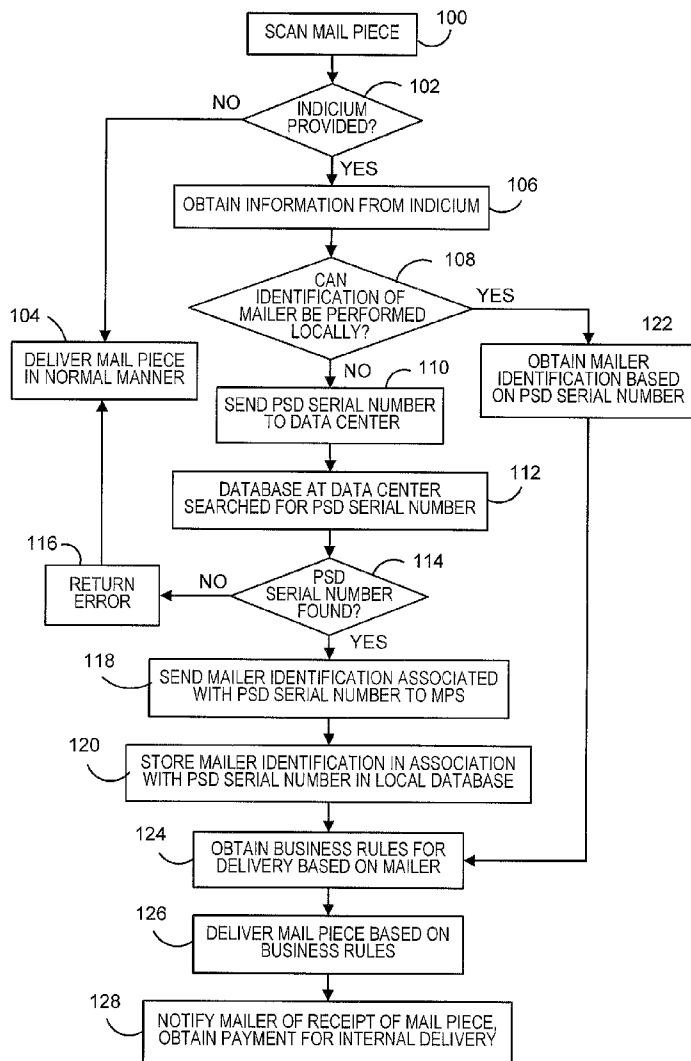 SCAN MAIL PIECE
100
102
NO
INDICIUM
PROVIDED?
YES
106
OBTAIN INFORMATION FROM INDICIUM
108
CAN
IDENTIFICATION OF
MAILER BE PERFORMED
LOCALLY?
YES
104
DELIVER MAIL PIECE
IN NORMAL MANNER
122
OBTAIN MAILER
IDENTIFICATION BASED
ON PSD SERIAL NUMBER
NO
110
SEND PSD SERIAL NUMBER
TO DATA CENTER
112
DATABASE AT DATA CENTER
SEARCHED FOR PSD SERIAL NUMBER
116
RETURN
ERROR
NO
114
PSD
SERIAL NUMBER
FOUND?
YES
118
SEND MAILER IDENTIFICATION ASSOCIATED
WITH PSD SERIAL NUMBER TO MPS
120
STORE MAILER IDENTIFICATION IN ASSOCIATION
WITH PSD SERIAL NUMBER IN LOCAL DATABASE
124
OBTAIN BUSINESS RULES FOR
DELIVERY BASED ON MAILER
126
DELIVER MAIL PIECE BASED ON
BUSINESS RULES
128
NOTIFY MAILER OF RECEIPT OF MAIL PIECE,
OBTAIN PAYMENT FOR INTERNAL DELIVERY